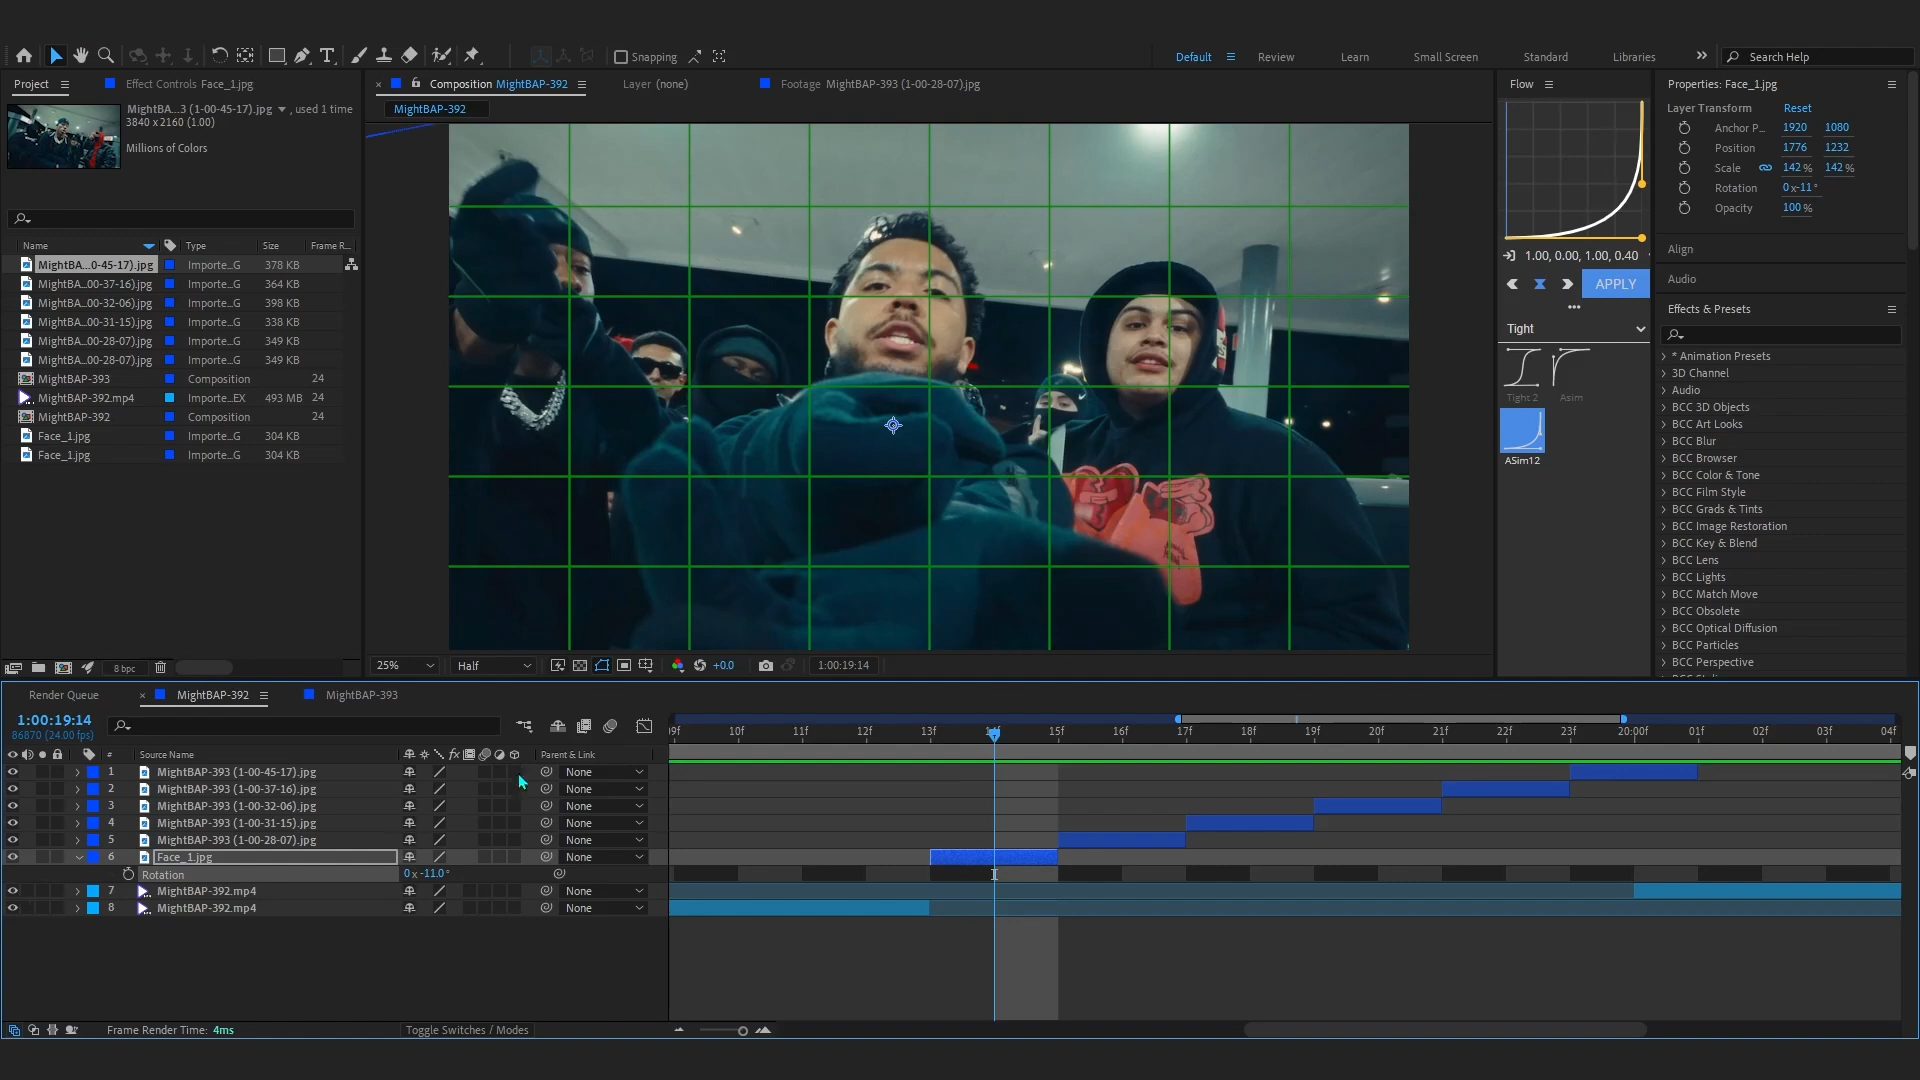 Snapping
Default
Review
Learn
Small Screen
Standard
Libraries
Search Help
Project
Effect Controls Face_1.jpg
Composition MightBAP-392
Layer (none)
Footage MightBAP-393 (1-00-28-07).jpg
Flow
Properties: Face_1.jpg
MightBA...3 (1-00-45-17).jpg , used 1 time
3840 x 2160 (1.00)
Millions of Colors
MightBAP-392
Layer Transform Reset
Anchor P... 1920 1080
Position 1776 1232
Scale 142 % 142 %
Rotation 0 x-11 °
Opacity 100 %
Align
Audio
Effects & Presets
1.00, 0.00, 1.00, 0.40
APPLY
Tight
Tight 2 Asim
ASim12
Name Type Size Frame R...
MightBA...0-45-17).jpg Importe...G 378 KB
MightBA...00-37-16).jpg Importe...G 364 KB
MightBA...00-32-06).jpg Importe...G 398 KB
MightBA...00-31-15).jpg Importe...G 338 KB
MightBA...00-28-07).jpg Importe...G 349 KB
MightBA...00-28-07).jpg Importe...G 349 KB
MightBAP-393 Composition 24
MightBAP-392.mp4 Importe...EX 493 MB 24
MightBAP-392 Composition 24
Face_1.jpg Importe...G 304 KB
Face_1.jpg Importe...G 304 KB
* Animation Presets
3D Channel
Audio
BCC 3D Objects
BCC Art Looks
BCC Blur
BCC Browser
BCC Color & Tone
BCC Film Style
BCC Grads & Tints
BCC Image Restoration
BCC Key & Blend
BCC Lens
BCC Lights
BCC Match Move
BCC Obsolete
BCC Optical Diffusion
BCC Particles
BCC Perspective
8 bpc
25%
Half
+0.0
1:00:19:14
Render Queue
MightBAP-392
MightBAP-393
1:00:19:14
86870 (24.00 fps)
10f 11f 12f 13f 15f 16f 17f 18f 19f 20f 21f 22f 23f 20:00f 01f 02f 03f 04f
# Source Name fx Parent & Link
1 MightBAP-393 (1-00-45-17).jpg None
2 MightBAP-393 (1-00-37-16).jpg None
3 MightBAP-393 (1-00-32-06).jpg None
4 MightBAP-393 (1-00-31-15).jpg None
5 MightBAP-393 (1-00-28-07).jpg None
6 Face_1.jpg None
Rotation 0 x -11.0 °
7 MightBAP-392.mp4 None
8 MightBAP-392.mp4 None
Frame Render Time: 4ms
Toggle Switches / Modes